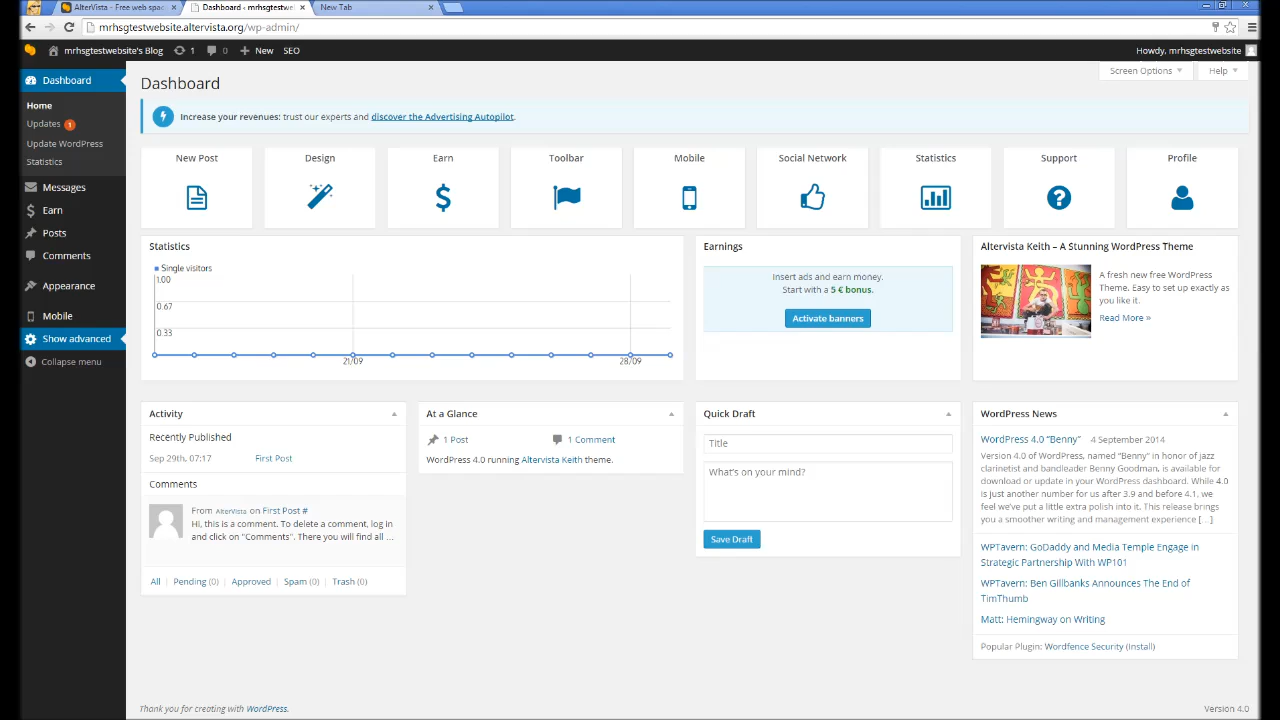 AlterVista - Free web spac
Dashboard ‹ mrhsgtestwel
New Tab
mrhsgtestwebsite.altervista.org/wp-admin/
mrhsgtestwebsite's Blog
1
0
New
SEO
Howdy, mrhsgtestwebsite
Dashboard
Home
Updates 1
Update WordPress
Statistics
Messages
Earn
Posts
Comments
Appearance
Mobile
Show advanced
Collapse menu
Dashboard
Screen Options
Help
Increase your revenues: trust our experts and discover the Advertising Autopilot.
New Post
Design
Earn
Toolbar
Mobile
Social Network
Statistics
Support
Profile
Statistics
Single visitors
1.00
0.67
0.33
21/09
28/09
Earnings
Insert ads and earn money.
Start with a 5 € bonus.
Activate banners
Altervista Keith – A Stunning WordPress Theme
A fresh new free WordPress
Theme. Easy to set up exactly as
you like it.
Read More »
Activity
Recently Published
Sep 29th, 07:17 First Post
Comments
From AlterVista on First Post #
Hi, this is a comment. To delete a comment, log in
and click on “Comments”. There you will find all ...
All | Pending (0) | Approved | Spam (0) | Trash (0)
At a Glance
1 Post
1 Comment
WordPress 4.0 running Altervista Keith theme.
Quick Draft
Title
What's on your mind?
Save Draft
WordPress News
WordPress 4.0 “Benny” 4 September 2014
Version 4.0 of WordPress, named “Benny” in honor of jazz
clarinetist and bandleader Benny Goodman, is available for
download or update in your WordPress dashboard. While 4.0
is just another number for us after 3.9 and before 4.1, we
feel we've put a little extra polish into it. This release brings
you a smoother writing and management experience [...]
WPTavern: GoDaddy and Media Temple Engage in
Strategic Partnership With WP101
WPTavern: Ben Gillbanks Announces The End of
TimThumb
Matt: Hemingway on Writing
Popular Plugin: Wordfence Security (Install)
Thank you for creating with WordPress.
Version 4.0